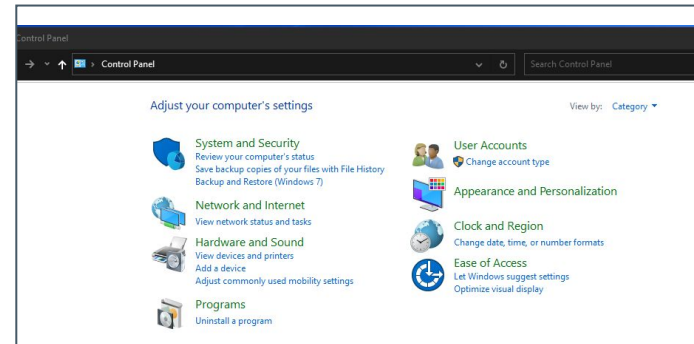 Control Panel
Control Panel
Search Control Panel
Adjust your computer's settings
View by: Category
System and Security
Review your computer's status
Save backup copies of your files with File History
Backup and Restore (Windows 7)
Network and Internet
View network status and tasks
Hardware and Sound
View devices and printers
Add a device
Adjust commonly used mobility settings
Programs
Uninstall a program
User Accounts
Change account type
Appearance and Personalization
Clock and Region
Change date, time, or number formats
Ease of Access
Let Windows suggest settings
Optimize visual display